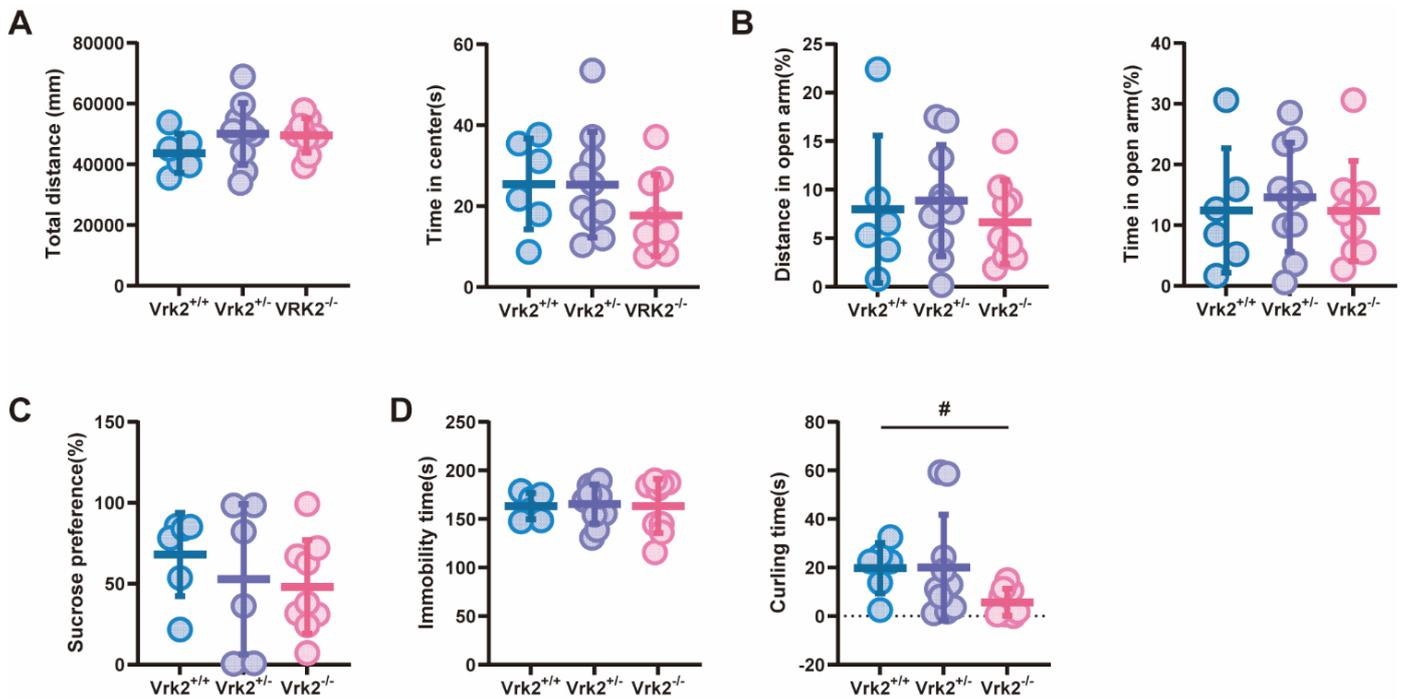 A
B
Total distance (mm)
80000
60000
40000
20000
0
Vrk2+/+ Vrk2+/- VRK2-/-
Time in center(s)
60
40
20
0
Vrk2+/+ Vrk2+/- VRK2-/-
Distance in open arm(%)
25
20
15
10
5
0
Vrk2+/+ Vrk2+/- Vrk2-/-
Time in open arm(%)
40
30
20
10
0
Vrk2+/+ Vrk2+/- Vrk2-/-
C
D
Sucrose preference(%)
150
100
50
0
Vrk2+/+ Vrk2+/- Vrk2-/-
Immobility time(s)
250
200
150
100
50
0
Vrk2+/+ Vrk2+/- Vrk2-/-
Curling time(s)
80
60
40
20
0
-20
#
Vrk2+/+ Vrk2+/- Vrk2-/-